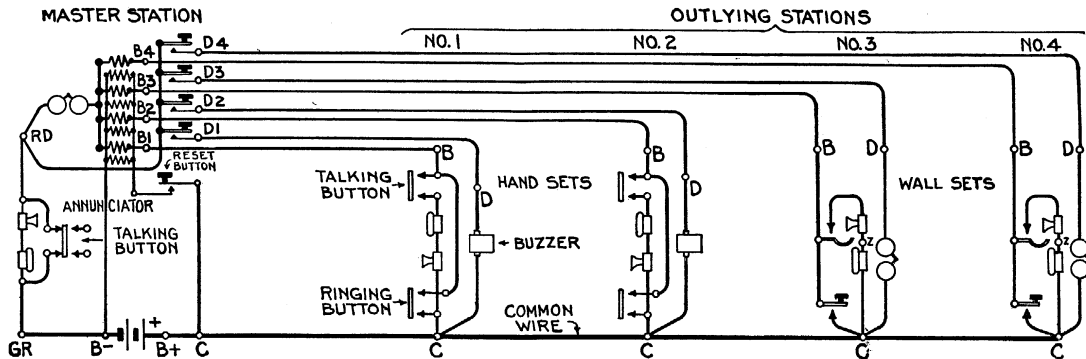 MASTER STATION
OUTLYING STATIONS
NO.1 NO.2 NO.3 NO.4
B4 D4
B3 D3
B2 D2
B1 D1
RD
RESET
BUTTON
B B B D B D
TALKING
BUTTON
HAND SETS
D D
WALL SETS
ANNUNCIATOR
TALKING
BUTTON
BUZZER
Z Z
RINGING
BUTTON
COMMON
WIRE
+
GR B- B+ C C C C C